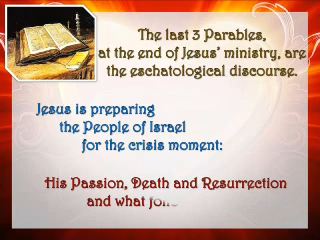 The last 3 Parables,
at the end of Jesus' ministry, are
the eschatological discourse.
Jesus is preparing
the People of Israel
for the crisis moment:
His Passion, Death and Resurrection
and what